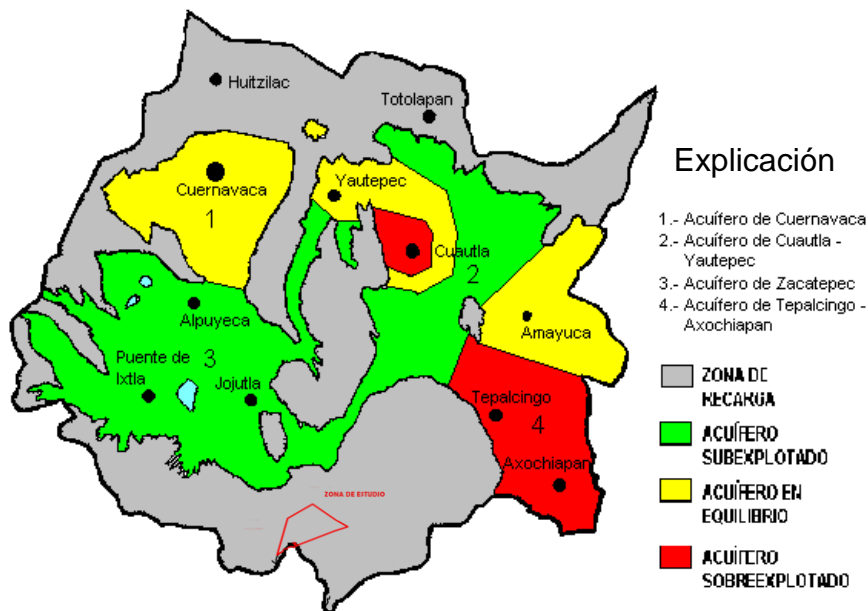 Huitzilac
Totolapan
Cuernavaca
1
Yautepec
Cuautla
2
Alpuyeca
Amayuca
Puente de
Ixtla
3
Jojutla
Tepalcingo
4
Axochiapan
ZONA DE ESTUDIO
Explicación
1.- Acuífero de Cuernavaca
2.- Acuífero de Cuautla -
Yautepec
3.- Acuífero de Zacatepec
4.- Acuífero de Tepalcingo -
Axochiapan
ZONA DE
RECARGA
ACUÍFERO
SUBEXPLOTADO
ACUÍFERO EN
EQUILIBRIO
ACUÍFERO
SOBREEXPLOTADO